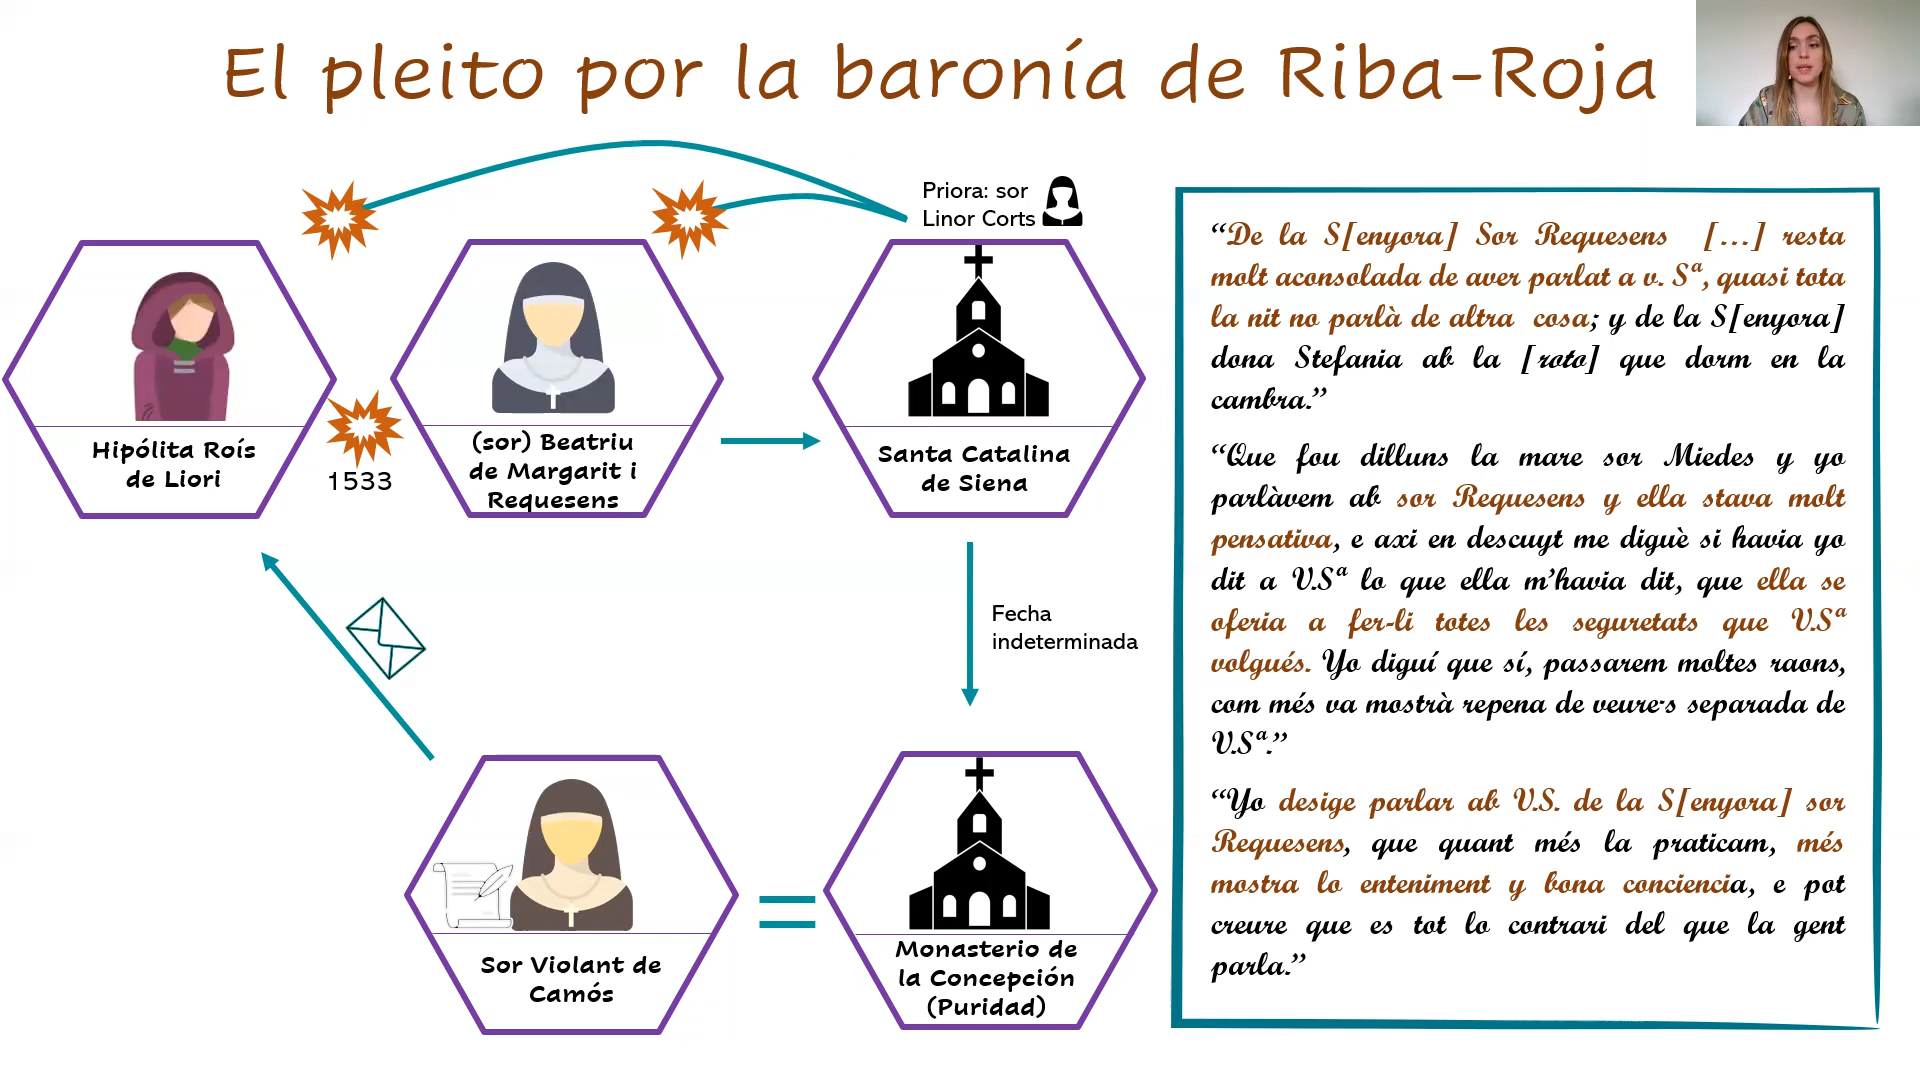 El pleito por la baronía de Riba-Roja
Priora: sor
Linor Corts
Hipólita Roís
de Liori
1533
(sor) Beatriu
de Margarit i
Requesens
Santa Catalina
de Siena
Fecha
indeterminada
Sor Violant de
Camós
Monasterio de
la Concepción
(Puridad)
“De la S[enyora] Sor Requesens [...] resta
molt aconsolada de aver parlat a v. Sª, quasi tota
la nit no parlà de altra cosa; y de la S[enyora]
dona Stefania ab la [roto] que dorm en la
cambra.”
“Que fou dilluns la mare sor Miedes y yo
parlàvem ab sor Requesens y ella stava molt
pensativa, e axi en descuyt me diguè si havia yo
dit a V.Sª lo que ella m’havia dit, que ella se
oferia a fer-li totes les seguretats que V.Sª
volgués. Yo diguí que sí, passarem moltes raons,
com més va mostrà repena de veure·s separada de
V.Sª.”
“Yo desige parlar ab V.S. de la S[enyora] sor
Requesens, que quant més la praticam, més
mostra lo enteniment y bona conciencia, e pot
creure que es tot lo contrari del que la gent
parla.”